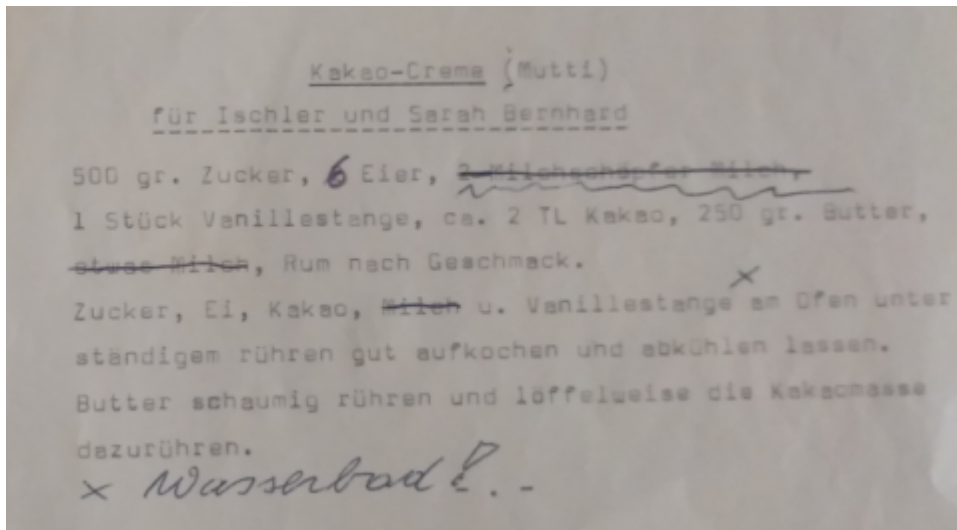 Kakao-Creme (Mutti)
für Ischler und Sarah Bernhard
500 gr. Zucker, 6 Eier, 2 Milchschöpfer Milch,
1 Stück Vanillestange, ca. 2 TL Kakao, 250 gr. Butter,
etwas Milch, Rum nach Geschmack.
Zucker, Ei, Kakao, Milch u. Vanillestange x am Ofen unter
ständigem rühren gut aufkochen und abkühlen lassen.
Butter schaumig rühren und löffelweise die Kakaomasse
dazurühren.
x Wasserbad!. -